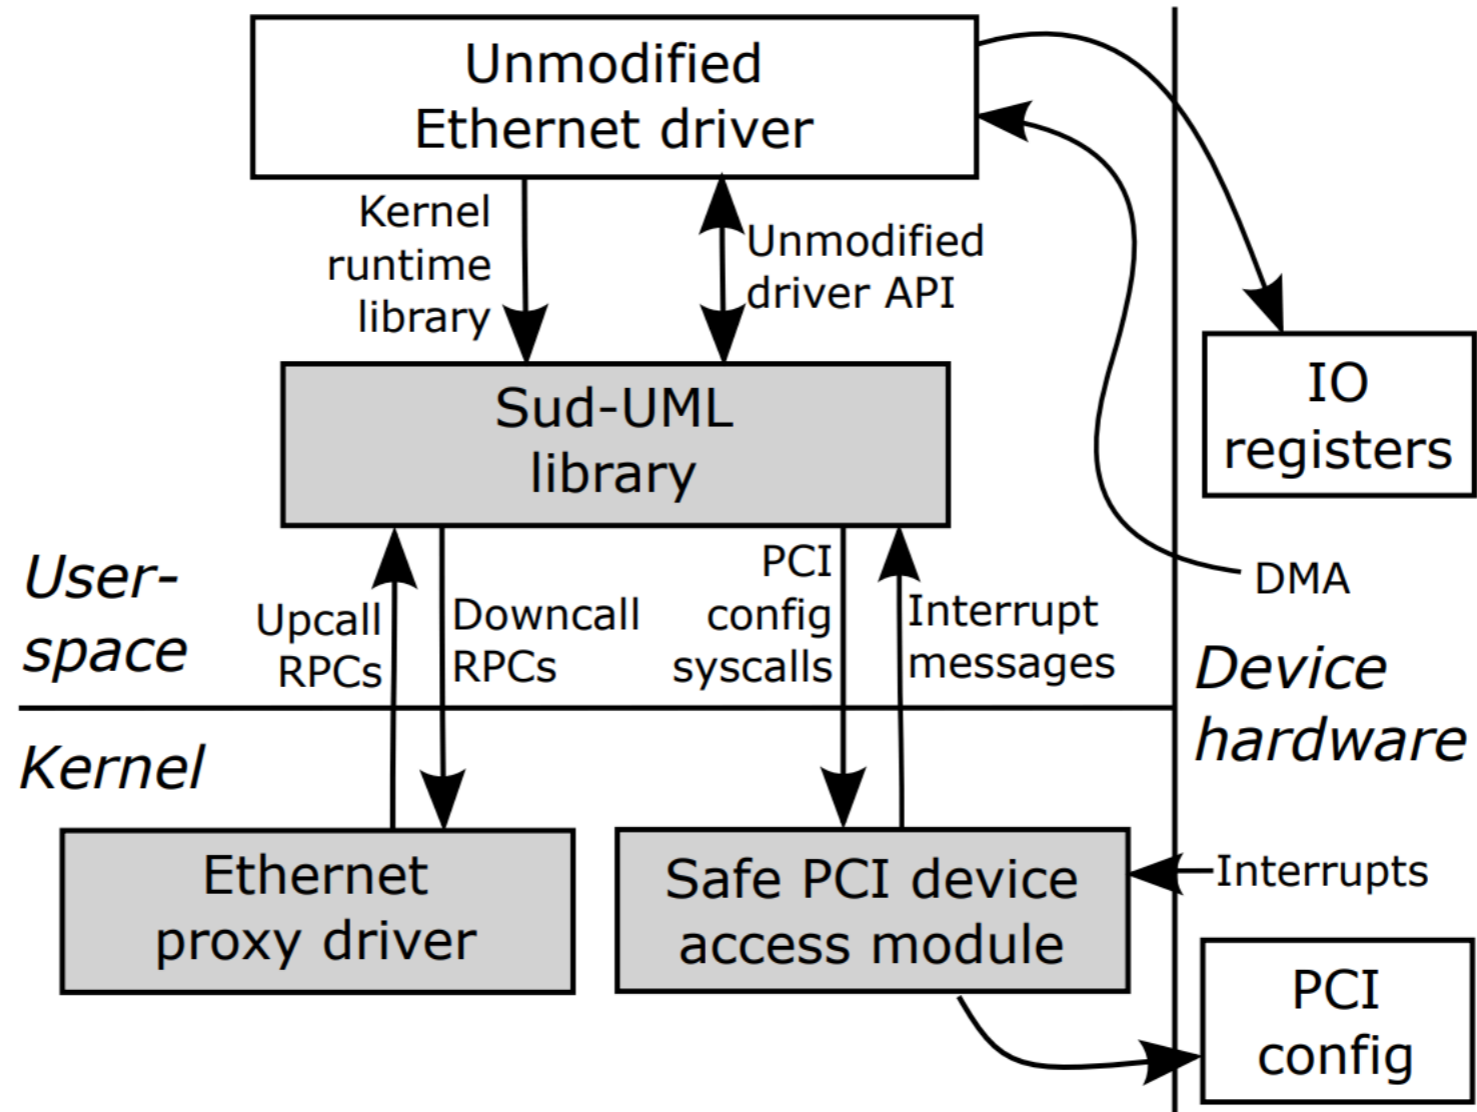 Unmodified
Ethernet driver
Kernel
runtime
library
Unmodified
driver API
IO
registers
Sud-UML
library
DMA
User-
space
Upcall
RPCs
Downcall
RPCs
PCI
config
syscalls
Interrupt
messages
Device
hardware
Kernel
Ethernet
proxy driver
Safe PCI device
access module
Interrupts
PCI
config